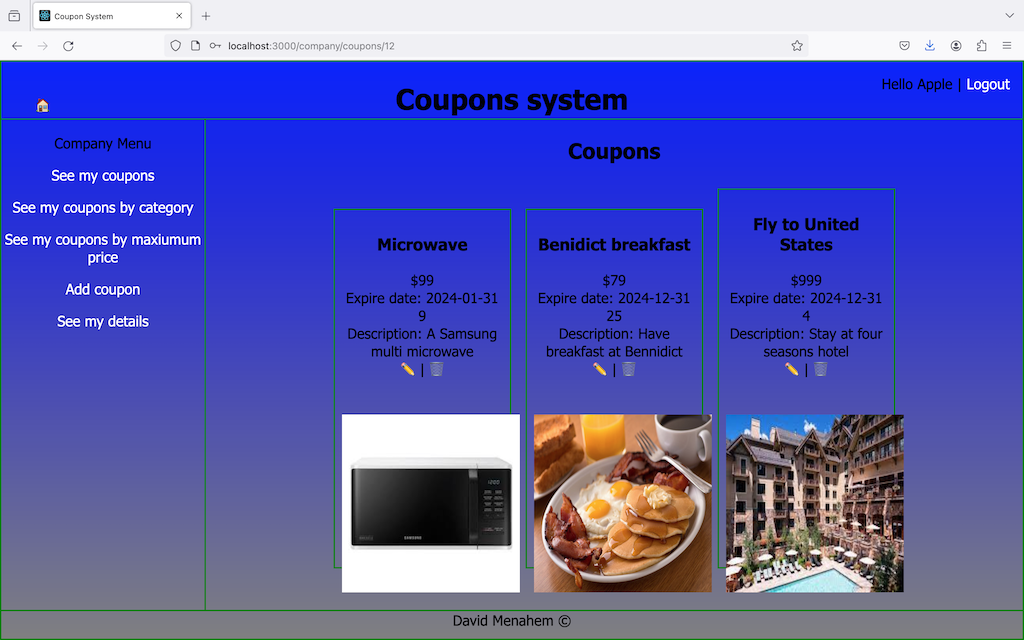 Coupon System
localhost:3000/company/coupons/12
Hello Apple | Logout
Coupons system
Company Menu
See my coupons
See my coupons by category
See my coupons by maxiumum
price
Add coupon
See my details
Coupons
Microwave
$99
Expire date: 2024-01-31
9
Description: A Samsung
multi microwave
|
SAMSUNG
Benidict breakfast
$79
Expire date: 2024-12-31
25
Description: Have
breakfast at Bennidict
|
Fly to United
States
$999
Expire date: 2024-12-31
4
Description: Stay at four
seasons hotel
|
David Menahem ©